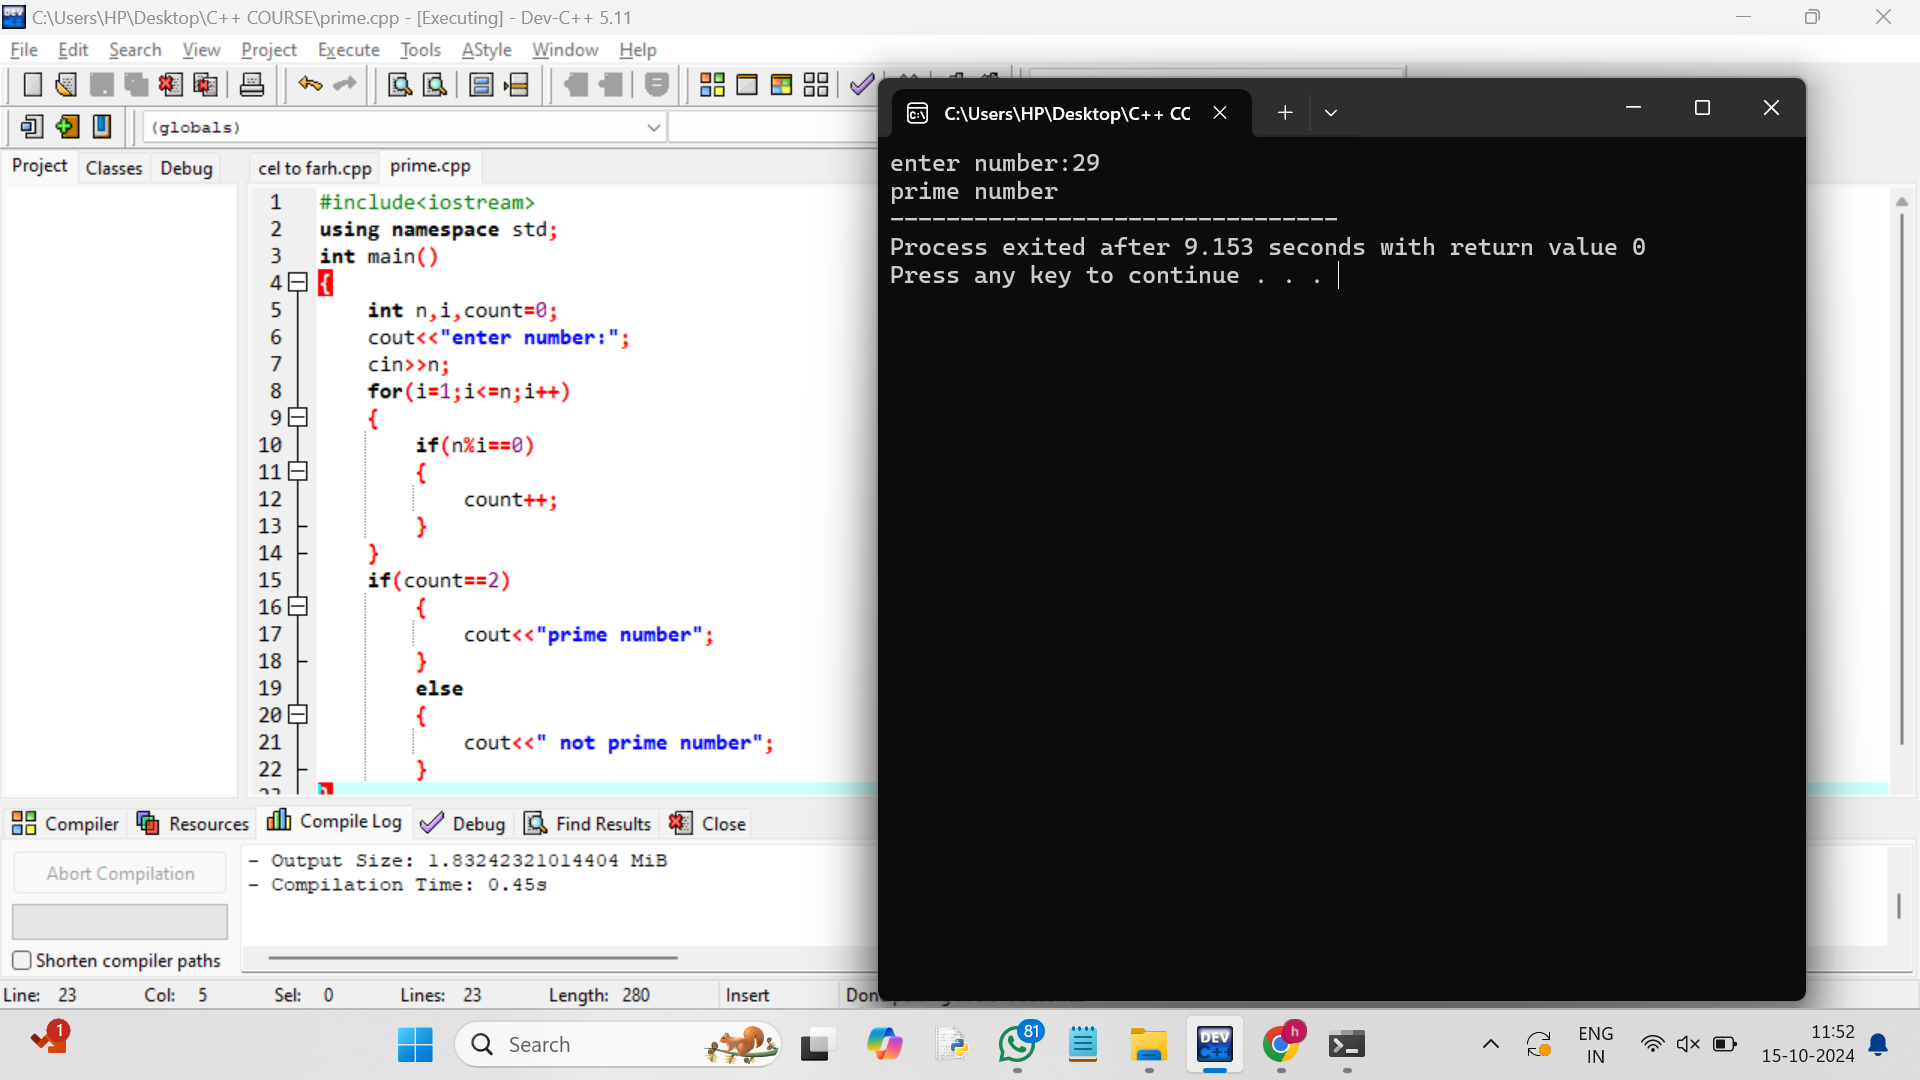 C:\Users\HP\Desktop\C++ COURSE\prime.cpp - [Executing] - Dev-C++ 5.11
File Edit Search View Project Execute Tools AStyle Window Help
(globals)
Project Classes Debug
cel to farh.cpp prime.cpp
1 #include<iostream>
2 using namespace std;
3 int main()
4 {
5 int n,i,count=0;
6 cout<<"enter number:";
7 cin>>n;
8 for(i=1;i<=n;i++)
9 {
10 if(n%i==0)
11 {
12 count++;
13 }
14 }
15 if(count==2)
16 {
17 cout<<"prime number";
18 }
19 else
20 {
21 cout<<" not prime number";
22 }
23 }
C:\Users\HP\Desktop\C++ CC
enter number:29
prime number
--------------------------------
Process exited after 9.153 seconds with return value 0
Press any key to continue . . .
Compiler Resources Compile Log Debug Find Results Close
Abort Compilation
Shorten compiler paths
- Output Size: 1.83242321014404 MiB
- Compilation Time: 0.45s
Line: 23 Col: 5 Sel: 0 Lines: 23 Length: 280 Insert
1
Search
81
DEV C++
h
ENG
IN
11:52
15-10-2024